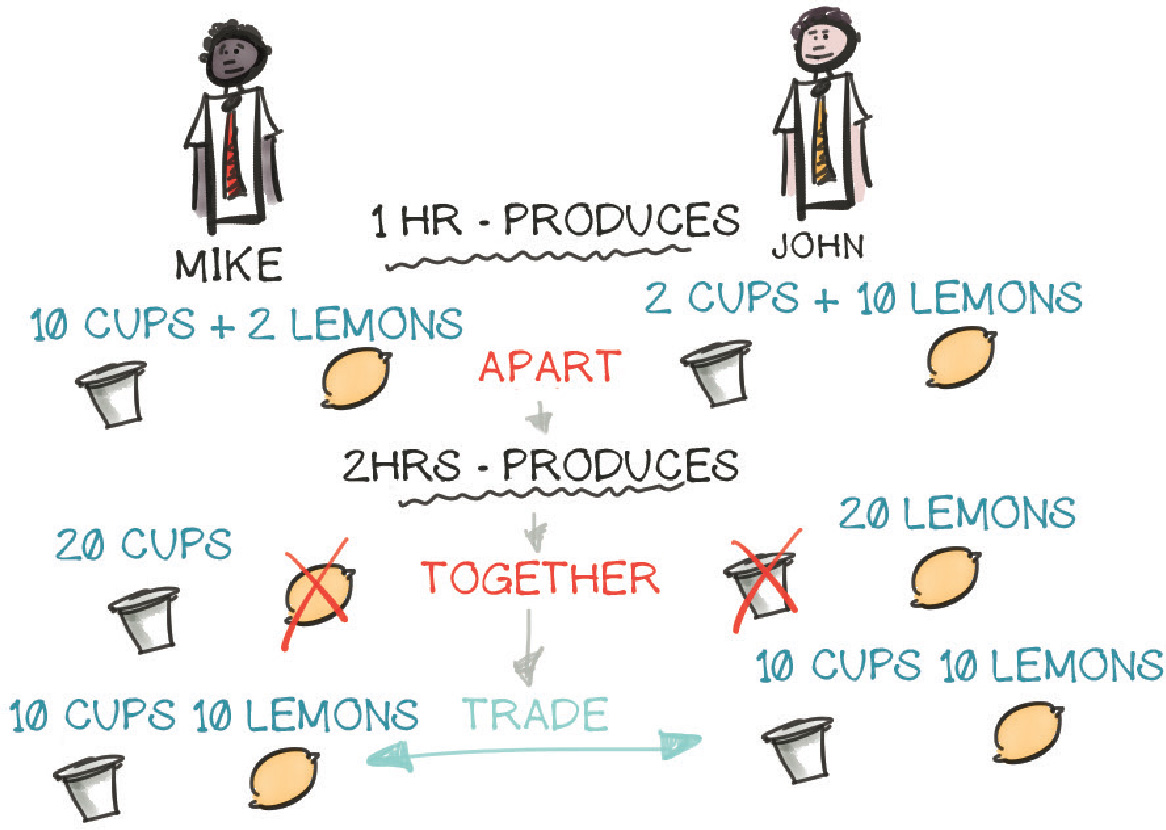 1 HR - PRODUCES
MIKE
JOHN
10 CUPS + 2 LEMONS
2 CUPS + 10 LEMONS
APART
2HRS - PRODUCES
20 CUPS
20 LEMONS
TOGETHER
10 CUPS 10 LEMONS
TRADE
10 CUPS 10 LEMONS